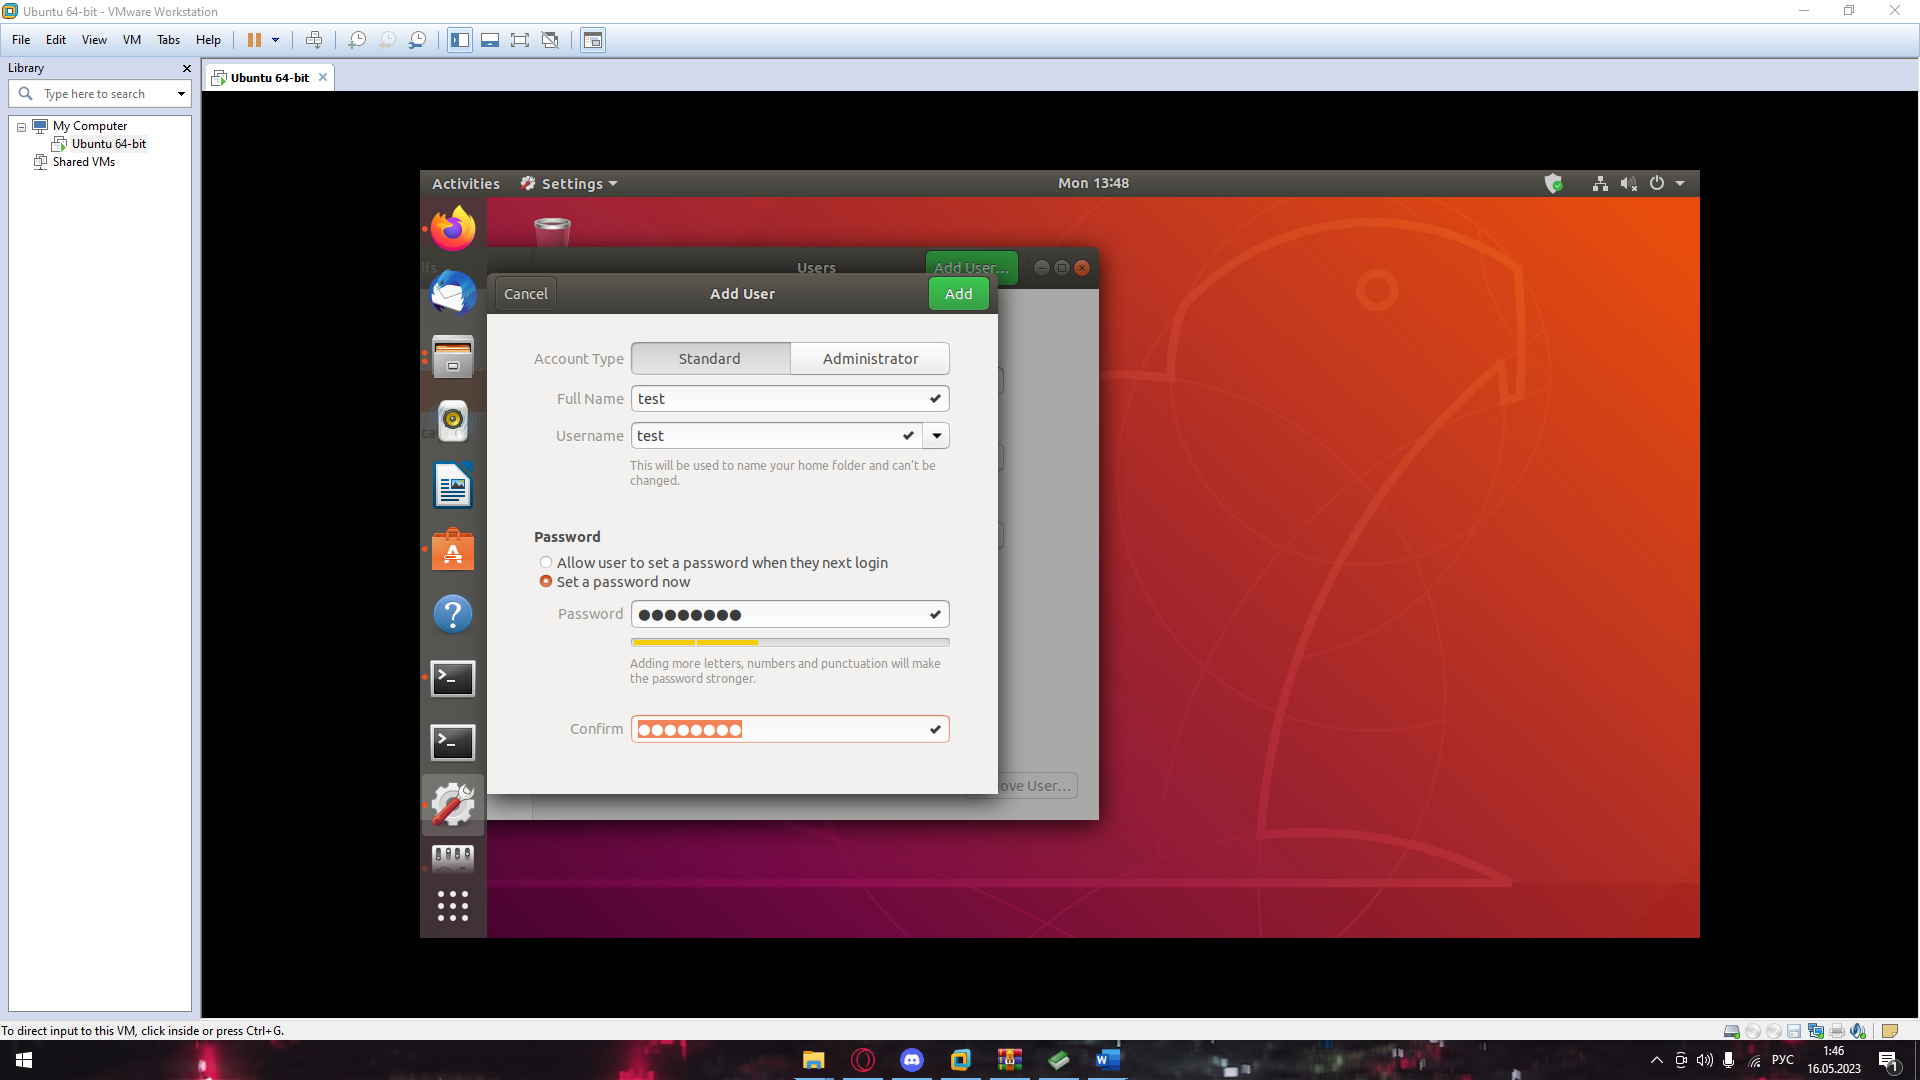 Ubuntu 64-bit - VMware Workstation
File Edit View VM Tabs Help
Library
Ubuntu 64-bit
Type here to search
My Computer
Ubuntu 64-bit
Shared VMs
Activities Settings Mon 13:48
Users Add User...
ils
Cancel Add User Add
Account Type Standard Administrator
Full Name test
Username test
ca
This will be used to name your home folder and can't be
changed.
Password
Allow user to set a password when they next login
Set a password now
Password ●●●●●●●●
Adding more letters, numbers and punctuation will make
the password stronger.
Confirm ●●●●●●●●
ove User...
To direct input to this VM, click inside or press Ctrl+G.
РУС
1:46
16.05.2023
1